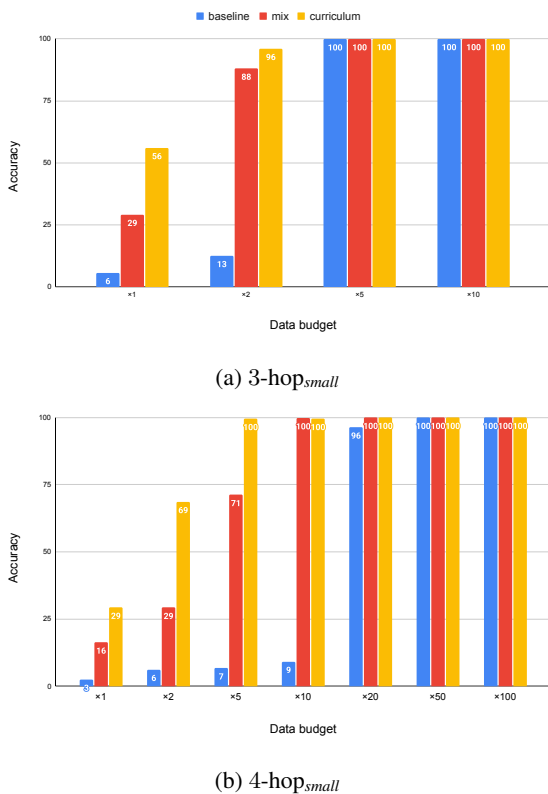 baseline mix curriculum
100
75
50
25
0
Accuracy
6 29 56
13 88 96
100 100 100
100 100 100
×1 ×2 ×5 ×10
Data budget
(a) 3-hopsmall
100
75
50
25
0
Accuracy
3 16 29
6 29 69
7 71 100
9 100 100
96 100 100
100 100 100
100 100 100
×1 ×2 ×5 ×10 ×20 ×50 ×100
Data budget
(b) 4-hopsmall